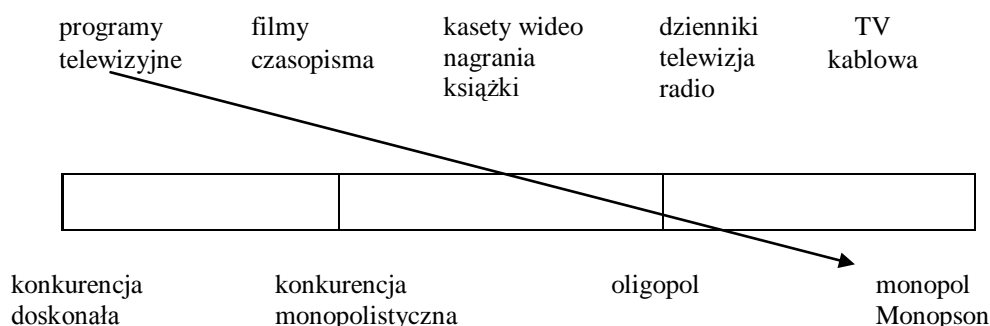 programy filmy kasety wideo dzienniki TV
telewizyjne czasopisma nagrania telewizja kablowa
książki radio
konkurencja konkurencja oligopol monopol
doskonała monopolistyczna Monopson